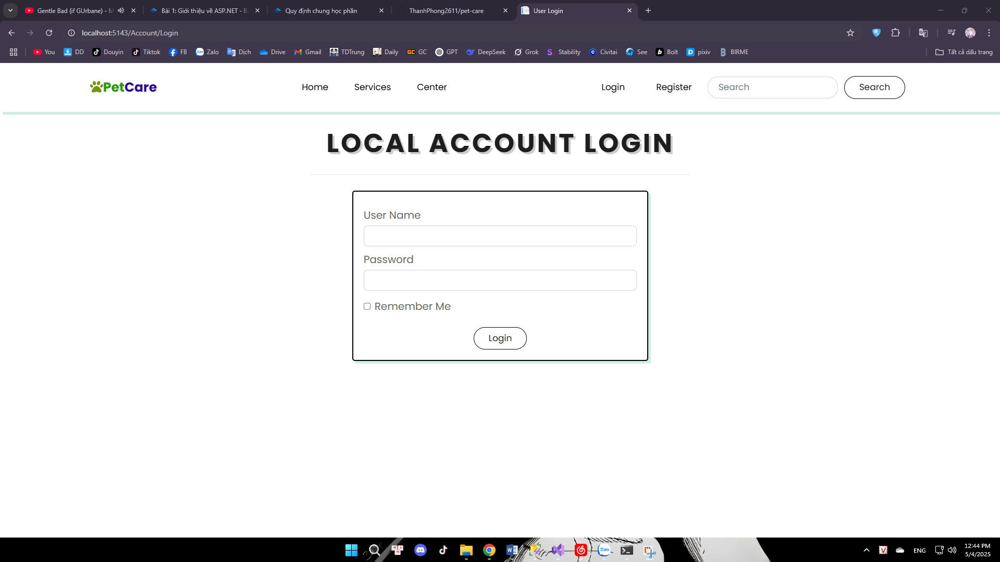 Gentle Bad (if GUrbane) - M
Bài 1: Giới thiệu về ASP.NET - B
Quy định chung học phần
ThanhPhong2611/pet-care
User Login
localhost:5143/Account/Login
You
DD
Douyin
Tiktok
FB
Zalo
Dịch
Drive
Gmail
TDTrung
Daily
GC
GPT
DeepSeek
Grok
Stability
Civitai
See
Bolt
pixiv
BIRME
Tất cả dấu trang
PetCare
Home
Services
Center
Login
Register
Search
Search
LOCAL ACCOUNT LOGIN
User Name
Password
Remember Me
Login
ENG
12:44 PM
5/4/2025